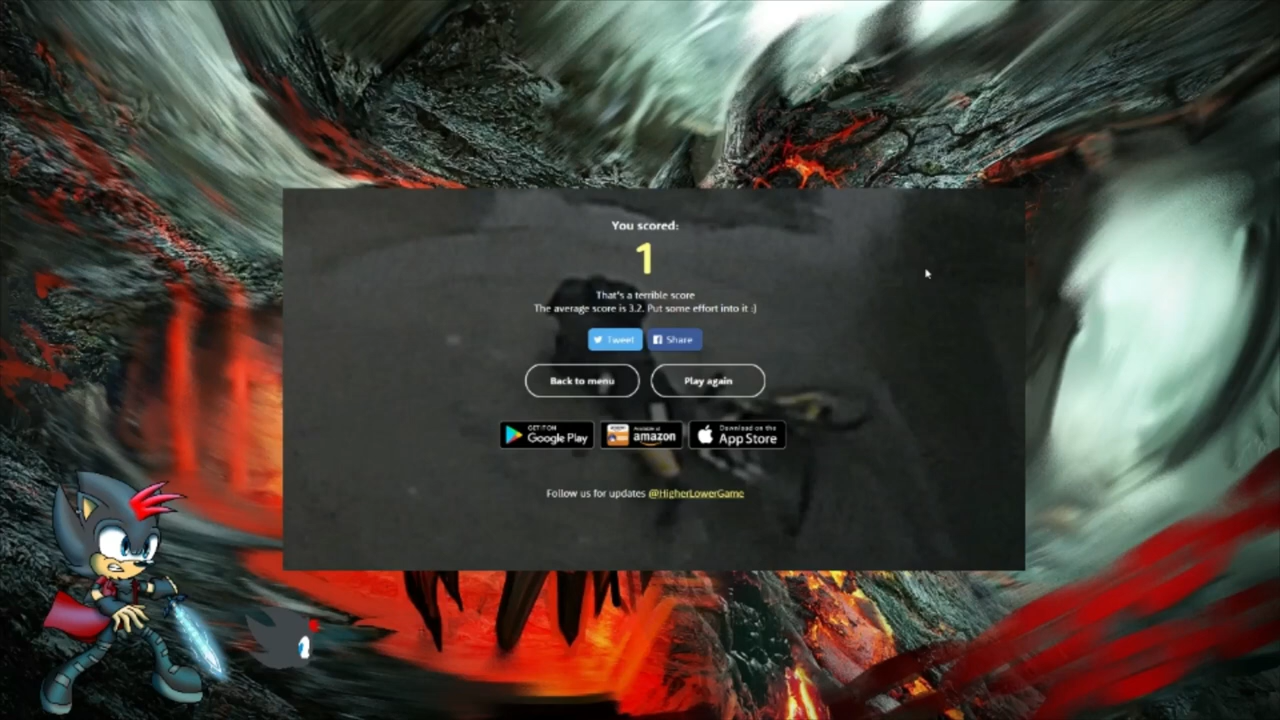 You scored:
1
That's a terrible score
The average score is 3.2. Put some effort into it :]
Tweet Share
Back to menu Play again
GET IT ON
Google Play
Available at
amazon
Download on the
App Store
Follow us for updates @HigherLowerGame